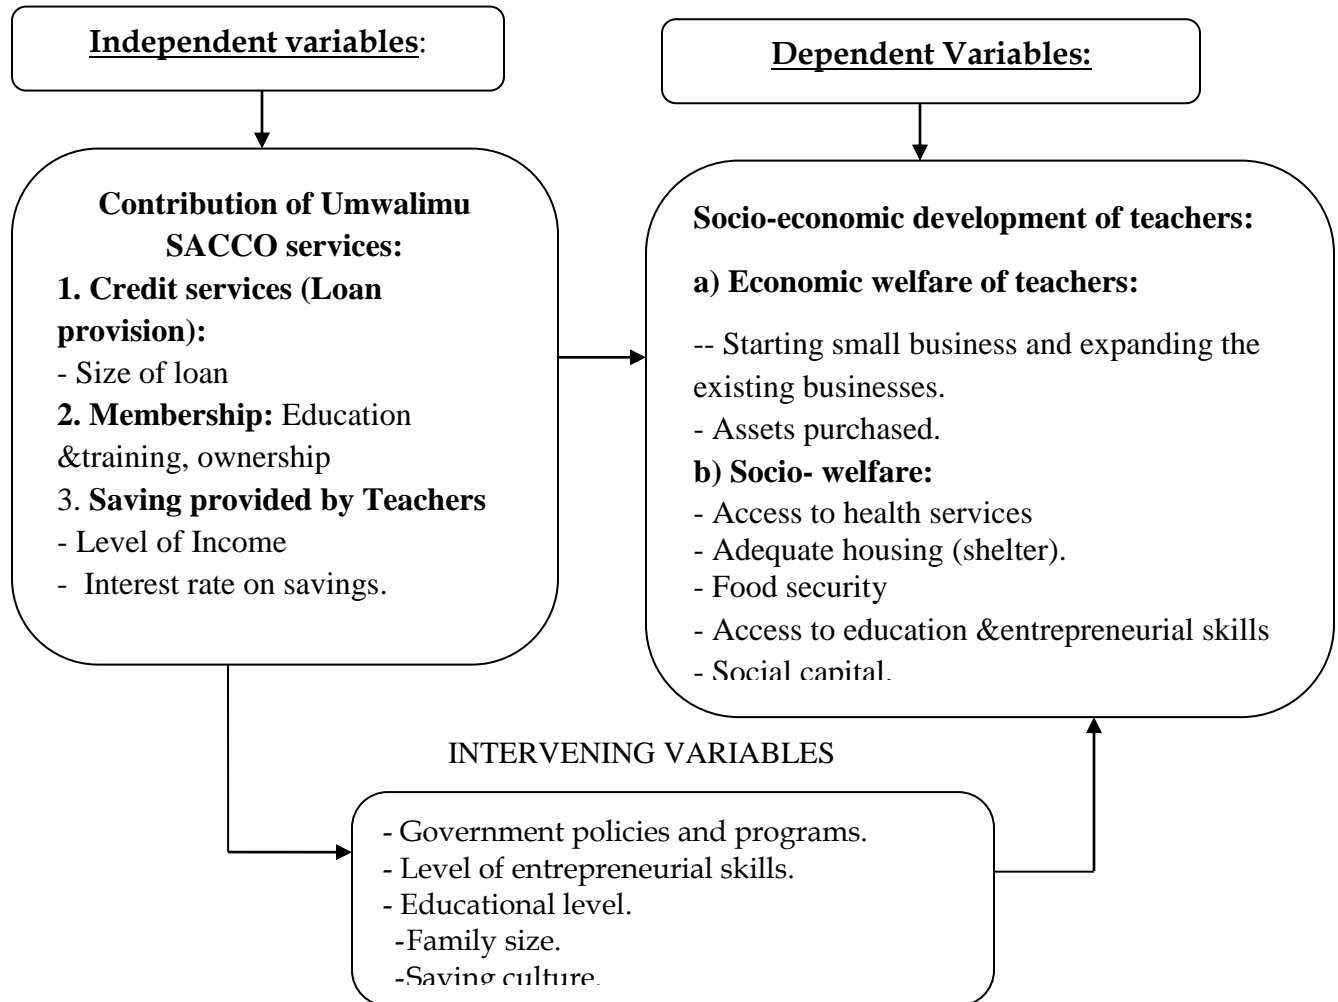 Independent variables:
Dependent Variables:
Contribution of Umwalimu
SACCO services:
1. Credit services (Loan
provision):
- Size of loan
2. Membership: Education
&training, ownership
3. Saving provided by Teachers
- Level of Income
- Interest rate on savings.
Socio-economic development of teachers:
a) Economic welfare of teachers:
-- Starting small business and expanding the
existing businesses.
- Assets purchased.
b) Socio- welfare:
- Access to health services
- Adequate housing (shelter).
- Food security
- Access to education &entrepreneurial skills
- Social capital.
INTERVENING VARIABLES
- Government policies and programs.
- Level of entrepreneurial skills.
- Educational level.
-Family size.
-Saving culture.